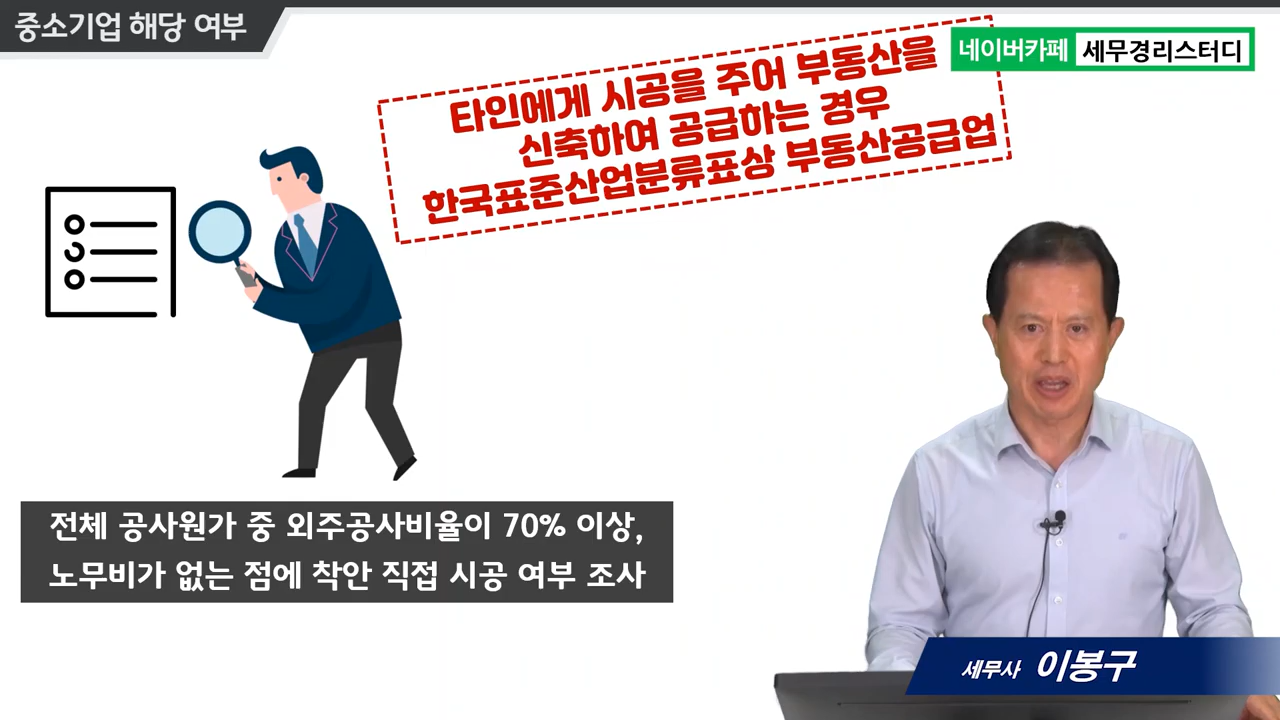 중소기업 해당 여부
네이버카페 세무경리스터디
타인에게 시공을 주어 부동산을
신축하여 공급하는 경우
한국표준산업분류표상 부동산공급업
전체 공사원가 중 외주공사비율이 70% 이상,
노무비가 없는 점에 착안 직접 시공 여부 조사
세무사 이봉구